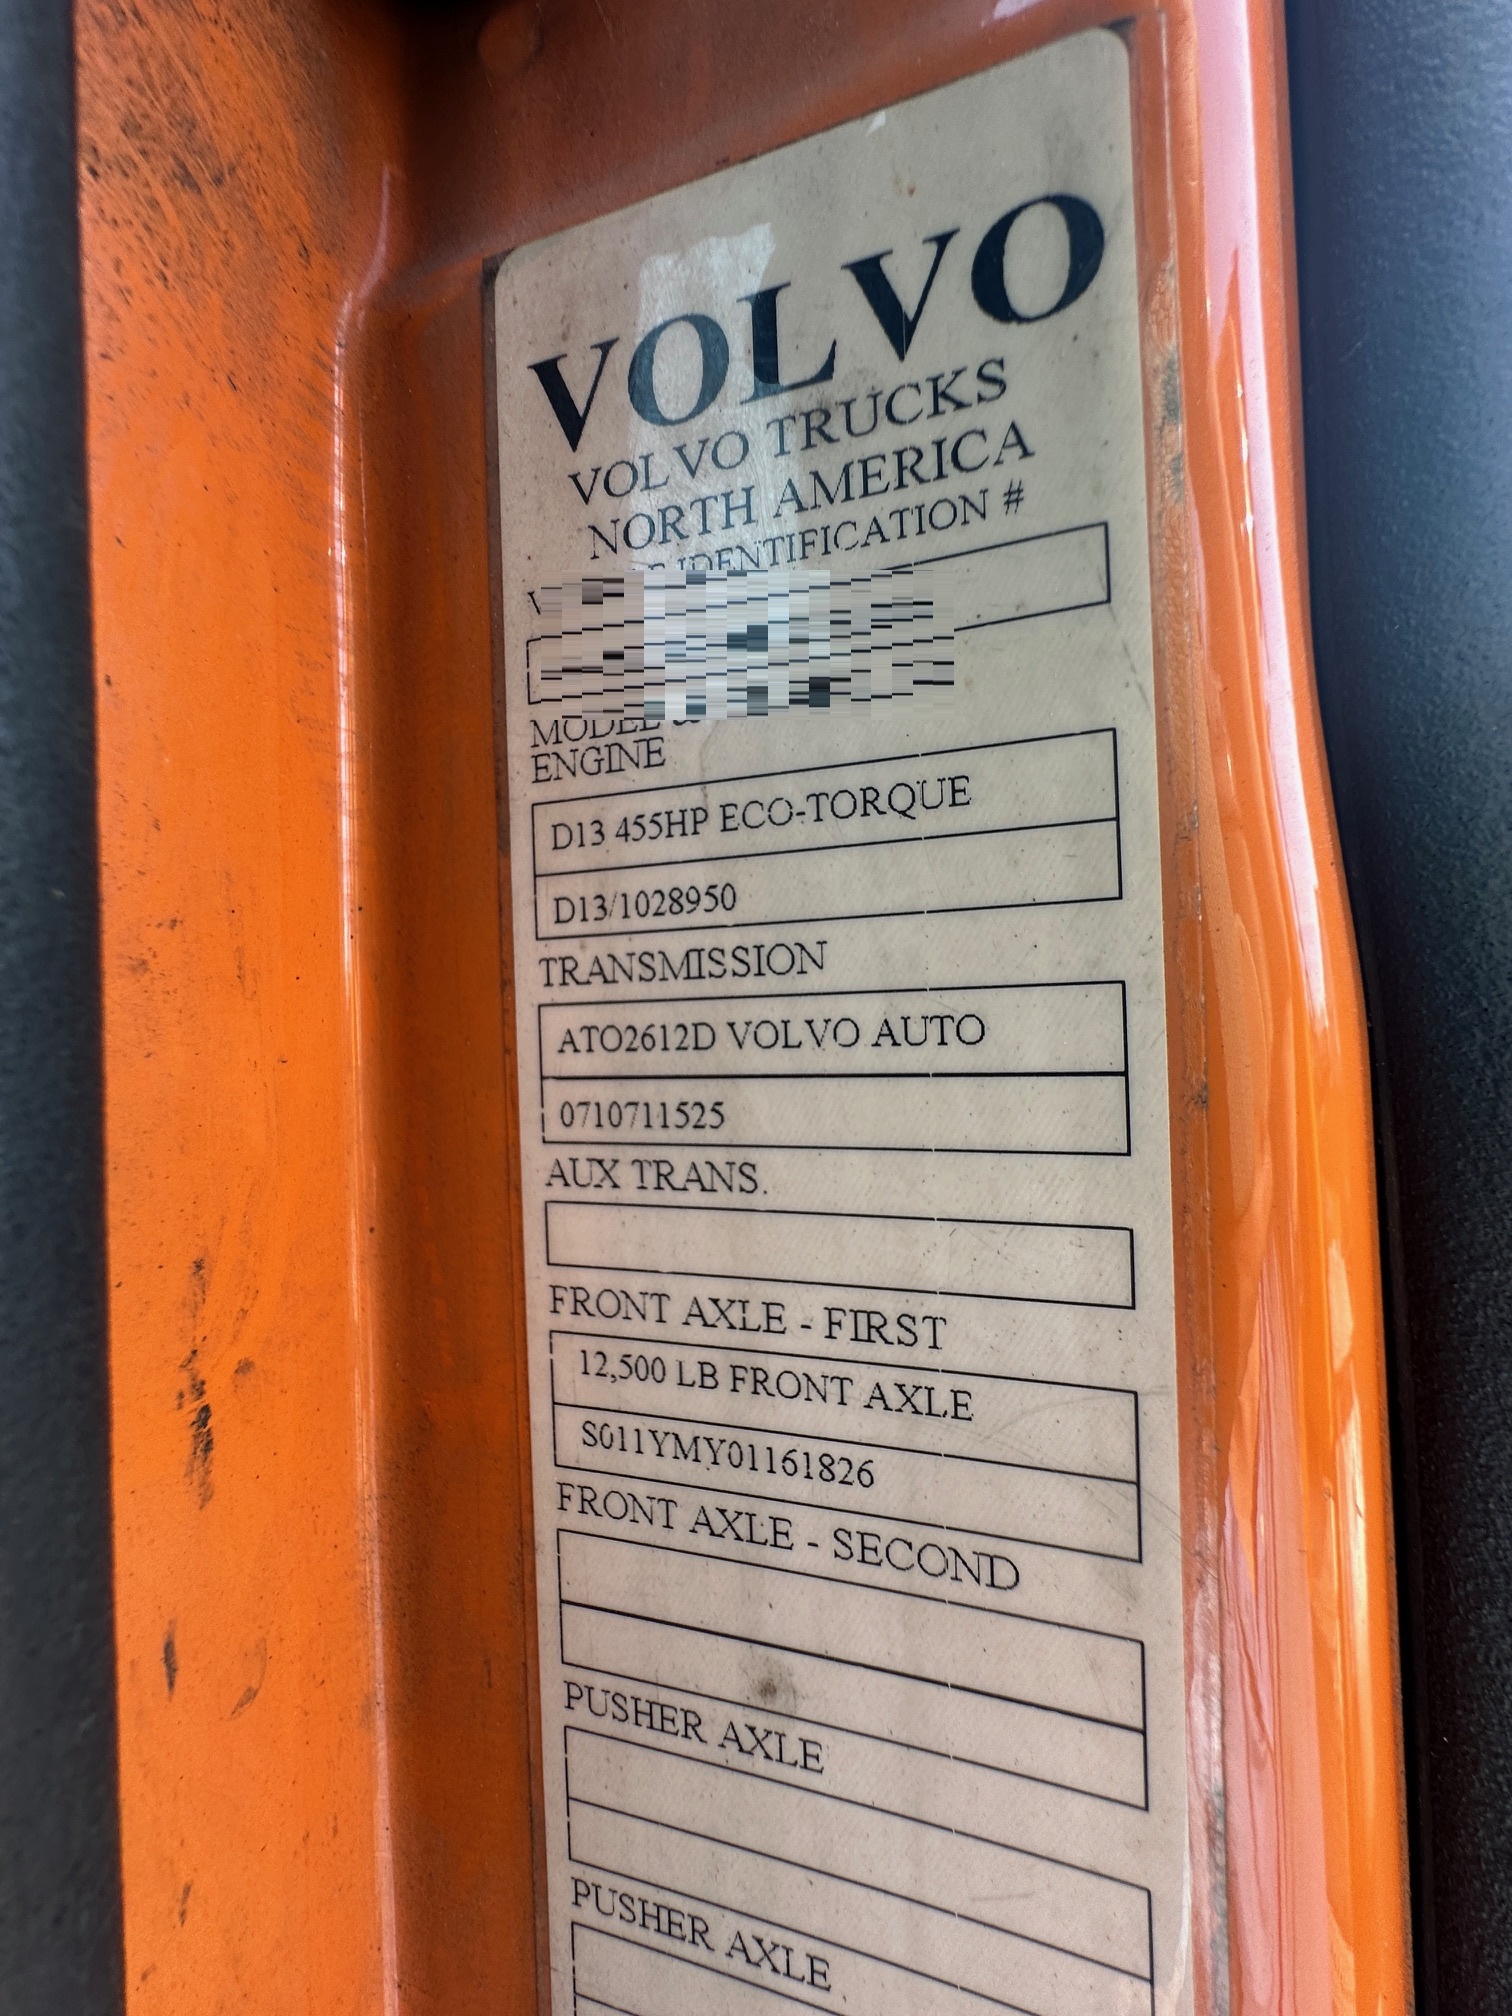 VOLVO
VOLVO TRUCKS
NORTH AMERICA
IDENTIFICATION #
MODEL &
ENGINE
D13 455HP ECO-TORQUE
D13/1028950
TRANSMISSION
ATO2612D VOLVO AUTO
0710711525
AUX TRANS.
FRONT AXLE - FIRST
12,500 LB FRONT AXLE
S011YMY01161826
FRONT AXLE - SECOND
PUSHER AXLE
PUSHER AXLE